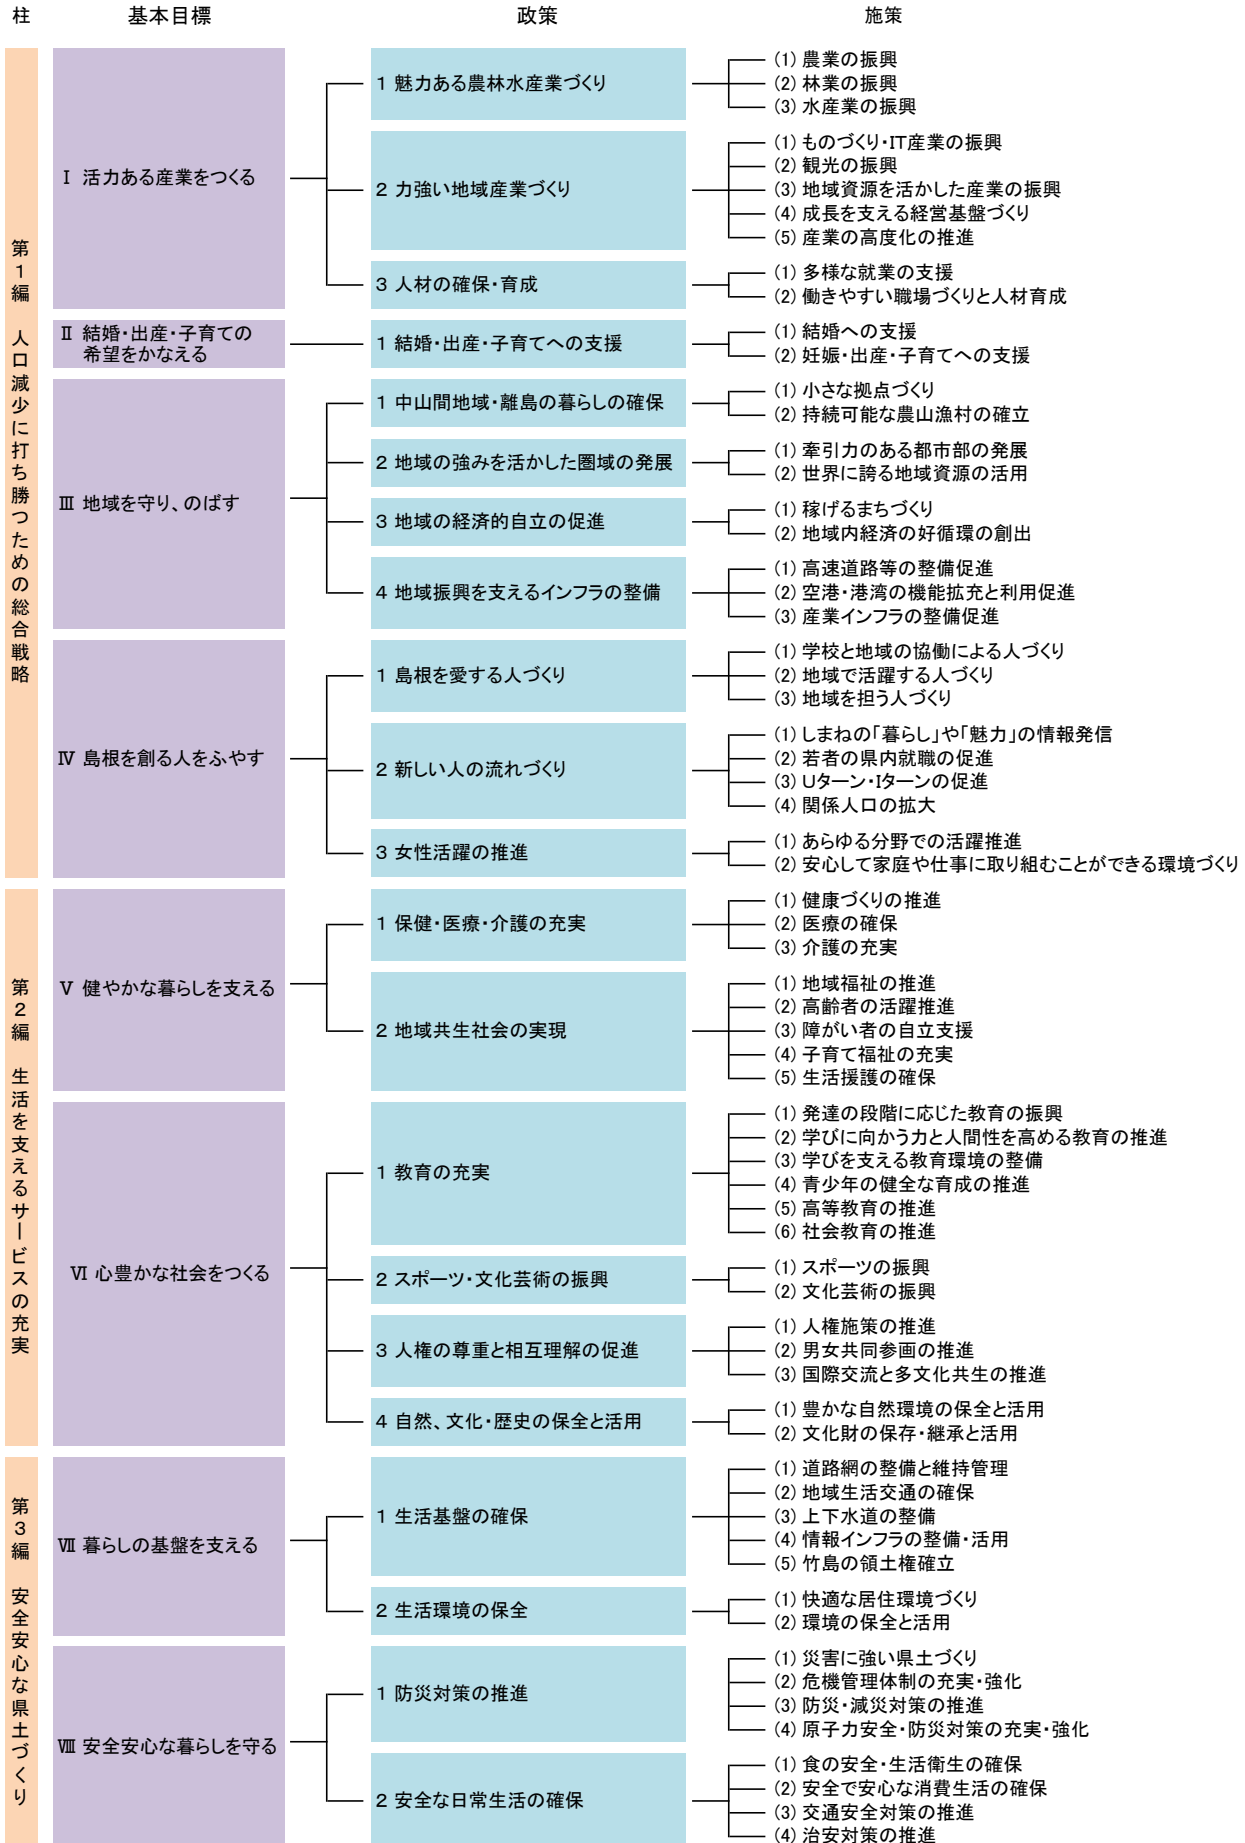 柱 基本目標 政策 施策
第1編 人口減少に打ち勝つための総合戦略
Ⅰ 活力ある産業をつくる
1 魅力ある農林水産業づくり
(1) 農業の振興
(2) 林業の振興
(3) 水産業の振興
2 力強い地域産業づくり
(1) ものづくり・IT産業の振興
(2) 観光の振興
(3) 地域資源を活かした産業の振興
(4) 成長を支える経営基盤づくり
(5) 産業の高度化の推進
3 人材の確保・育成
(1) 多様な就業の支援
(2) 働きやすい職場づくりと人材育成
Ⅱ 結婚・出産・子育ての
希望をかなえる
1 結婚・出産・子育てへの支援
(1) 結婚への支援
(2) 妊娠・出産・子育てへの支援
Ⅲ 地域を守り、のばす
1 中山間地域・離島の暮らしの確保
(1) 小さな拠点づくり
(2) 持続可能な農山漁村の確立
2 地域の強みを活かした圏域の発展
(1) 牽引力のある都市部の発展
(2) 世界に誇る地域資源の活用
3 地域の経済的自立の促進
(1) 稼げるまちづくり
(2) 地域内経済の好循環の創出
4 地域振興を支えるインフラの整備
(1) 高速道路等の整備促進
(2) 空港・港湾の機能拡充と利用促進
(3) 産業インフラの整備促進
Ⅳ 島根を創る人をふやす
1 島根を愛する人づくり
(1) 学校と地域の協働による人づくり
(2) 地域で活躍する人づくり
(3) 地域を担う人づくり
2 新しい人の流れづくり
(1) しまねの「暮らし」や「魅力」の情報発信
(2) 若者の県内就職の促進
(3) Uターン・Iターンの促進
(4) 関係人口の拡大
3 女性活躍の推進
(1) あらゆる分野での活躍推進
(2) 安心して家庭や仕事に取り組むことができる環境づくり
第2編 生活を支えるサービスの充実
Ⅴ 健やかな暮らしを支える
1 保健・医療・介護の充実
(1) 健康づくりの推進
(2) 医療の確保
(3) 介護の充実
2 地域共生社会の実現
(1) 地域福祉の推進
(2) 高齢者の活躍推進
(3) 障がい者の自立支援
(4) 子育て福祉の充実
(5) 生活援護の確保
Ⅵ 心豊かな社会をつくる
1 教育の充実
(1) 発達の段階に応じた教育の振興
(2) 学びに向かう力と人間性を高める教育の推進
(3) 学びを支える教育環境の整備
(4) 青少年の健全な育成の推進
(5) 高等教育の推進
(6) 社会教育の推進
2 スポーツ・文化芸術の振興
(1) スポーツの振興
(2) 文化芸術の振興
3 人権の尊重と相互理解の促進
(1) 人権施策の推進
(2) 男女共同参画の推進
(3) 国際交流と多文化共生の推進
4 自然、文化・歴史の保全と活用
(1) 豊かな自然環境の保全と活用
(2) 文化財の保存・継承と活用
第3編 安全安心な県土づくり
Ⅶ 暮らしの基盤を支える
1 生活基盤の確保
(1) 道路網の整備と維持管理
(2) 地域生活交通の確保
(3) 上下水道の整備
(4) 情報インフラの整備・活用
(5) 竹島の領土権確立
2 生活環境の保全
(1) 快適な居住環境づくり
(2) 環境の保全と活用
Ⅷ 安全安心な暮らしを守る
1 防災対策の推進
(1) 災害に強い県土づくり
(2) 危機管理体制の充実・強化
(3) 防災・減災対策の推進
(4) 原子力安全・防災対策の充実・強化
2 安全な日常生活の確保
(1) 食の安全・生活衛生の確保
(2) 安全で安心な消費生活の確保
(3) 交通安全対策の推進
(4) 治安対策の推進